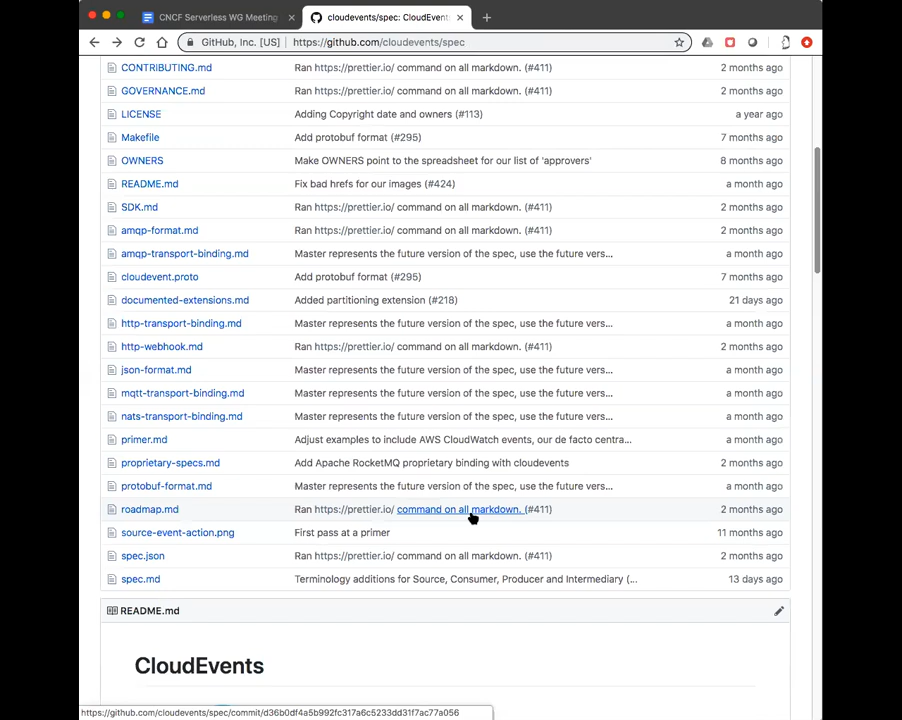 CNCF Serverless WG Meeting
cloudevents/spec: CloudEvent
GitHub, Inc. [US] https://github.com/cloudevents/spec
CONTRIBUTING.md Ran https://prettier.io/ command on all markdown. (#411) 2 months ago
GOVERNANCE.md Ran https://prettier.io/ command on all markdown. (#411) 2 months ago
LICENSE Adding Copyright date and owners (#113) a year ago
Makefile Add protobuf format (#295) 7 months ago
OWNERS Make OWNERS point to the spreadsheet for our list of 'approvers' 8 months ago
README.md Fix bad hrefs for our images (#424) a month ago
SDK.md Ran https://prettier.io/ command on all markdown. (#411) 2 months ago
amqp-format.md Ran https://prettier.io/ command on all markdown. (#411) 2 months ago
amqp-transport-binding.md Master represents the future version of the spec, use the future vers... a month ago
cloudevent.proto Add protobuf format (#295) 7 months ago
documented-extensions.md Added partitioning extension (#218) 21 days ago
http-transport-binding.md Master represents the future version of the spec, use the future vers... a month ago
http-webhook.md Ran https://prettier.io/ command on all markdown. (#411) 2 months ago
json-format.md Master represents the future version of the spec, use the future vers... a month ago
mqtt-transport-binding.md Master represents the future version of the spec, use the future vers... a month ago
nats-transport-binding.md Master represents the future version of the spec, use the future vers... a month ago
primer.md Adjust examples to include AWS CloudWatch events, our de facto centra... a month ago
proprietary-specs.md Add Apache RocketMQ proprietary binding with cloudevents 2 months ago
protobuf-format.md Master represents the future version of the spec, use the future vers... a month ago
roadmap.md Ran https://prettier.io/ command on all markdown. (#411) 2 months ago
source-event-action.png First pass at a primer 11 months ago
spec.json Ran https://prettier.io/ command on all markdown. (#411) 2 months ago
spec.md Terminology additions for Source, Consumer, Producer and Intermediary (... 13 days ago
README.md
CloudEvents
https://github.com/cloudevents/spec/commit/d36b0df4a5b992fc317a6c5233dd31f7ac77a056